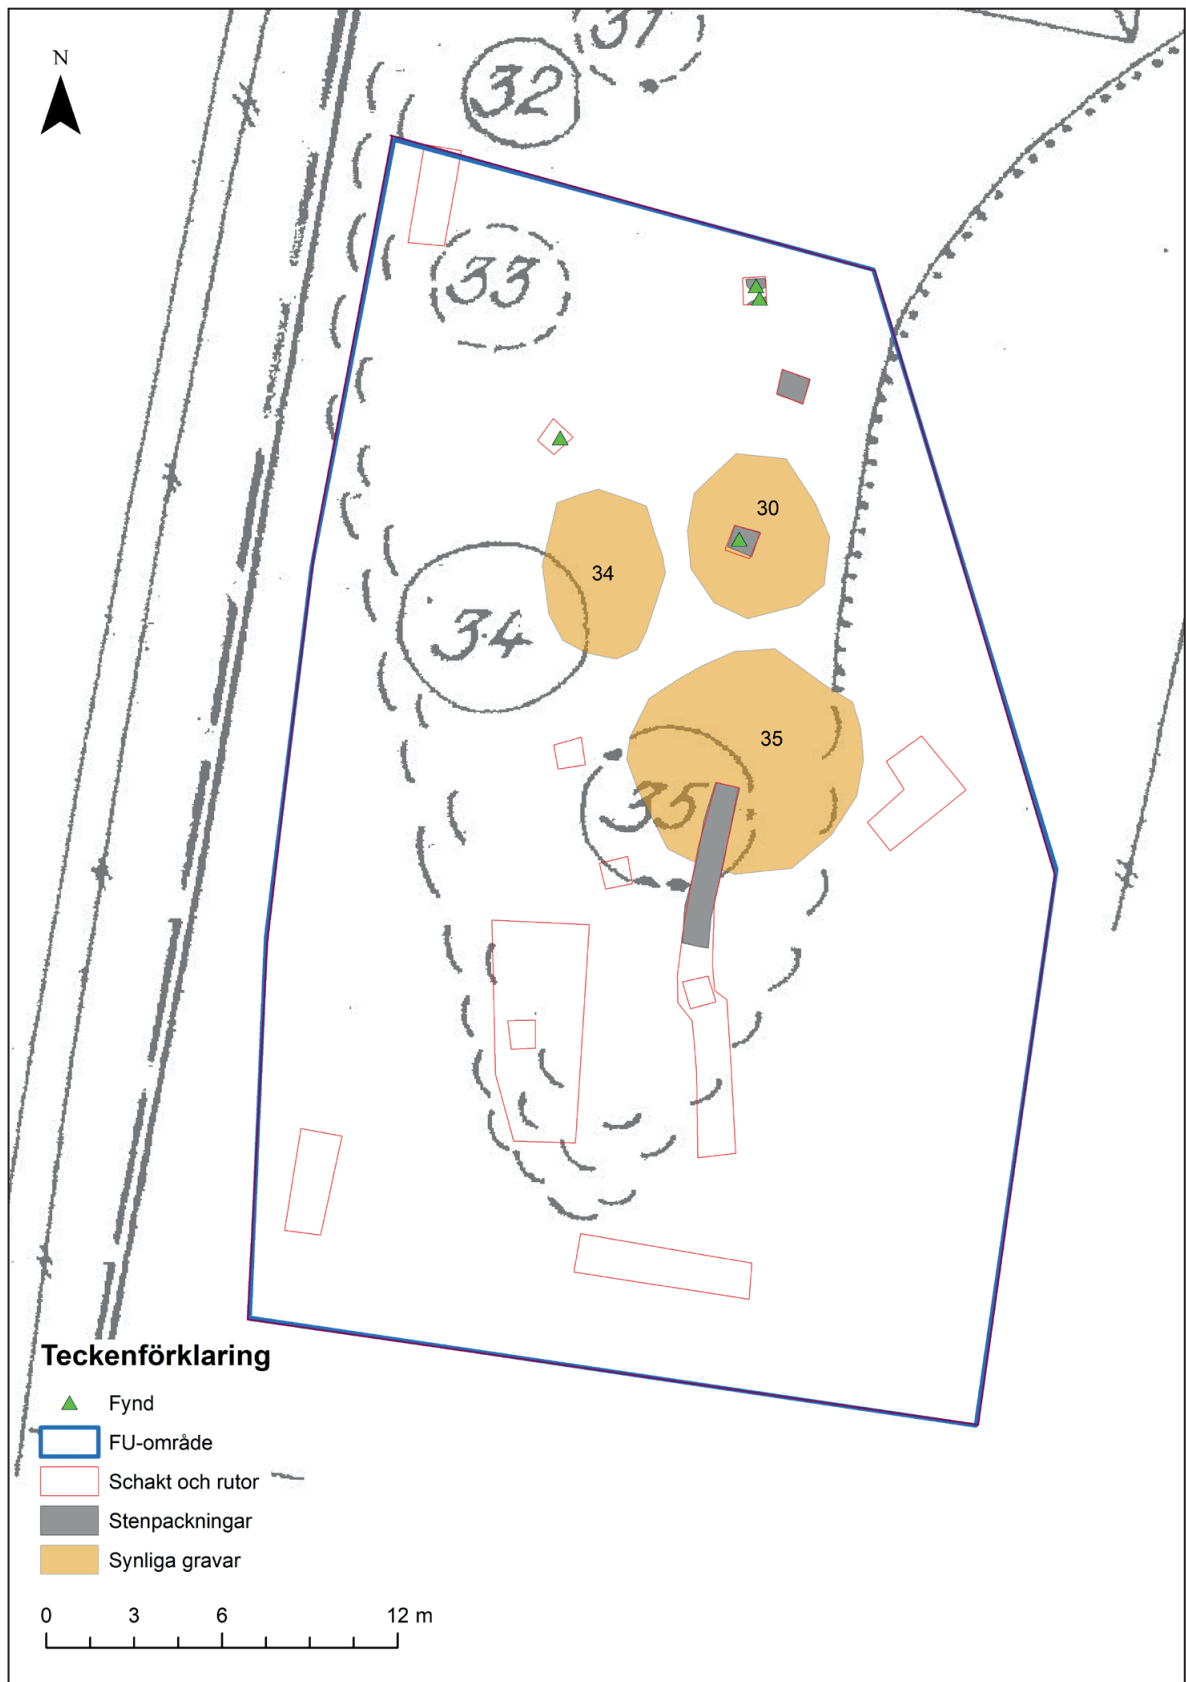 N
31
32
33
30
34
34
35
35
Teckenförklaring
Fynd
FU-område
Schakt och rutor
Stenpackningar
Synliga gravar
0 3 6 12 m